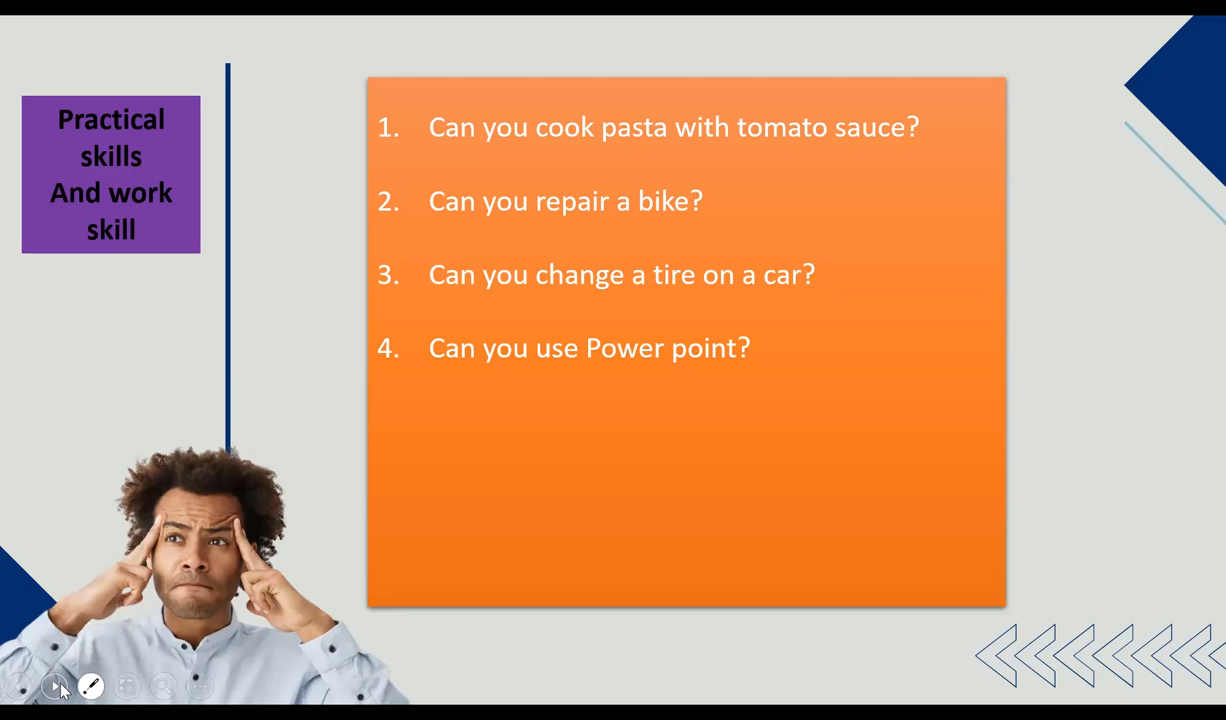 Practical
skills
And work
skill
1. Can you cook pasta with tomato sauce?
2. Can you repair a bike?
3. Can you change a tire on a car?
4. Can you use Power point?